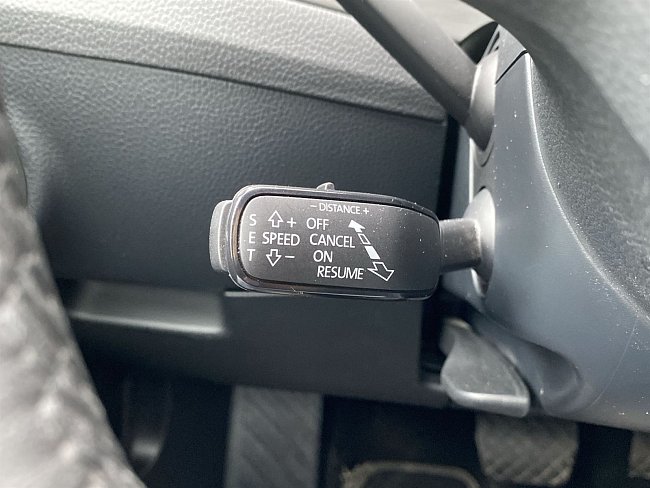 – DISTANCE +
S + OFF
E SPEED CANCEL
T – ON
RESUME